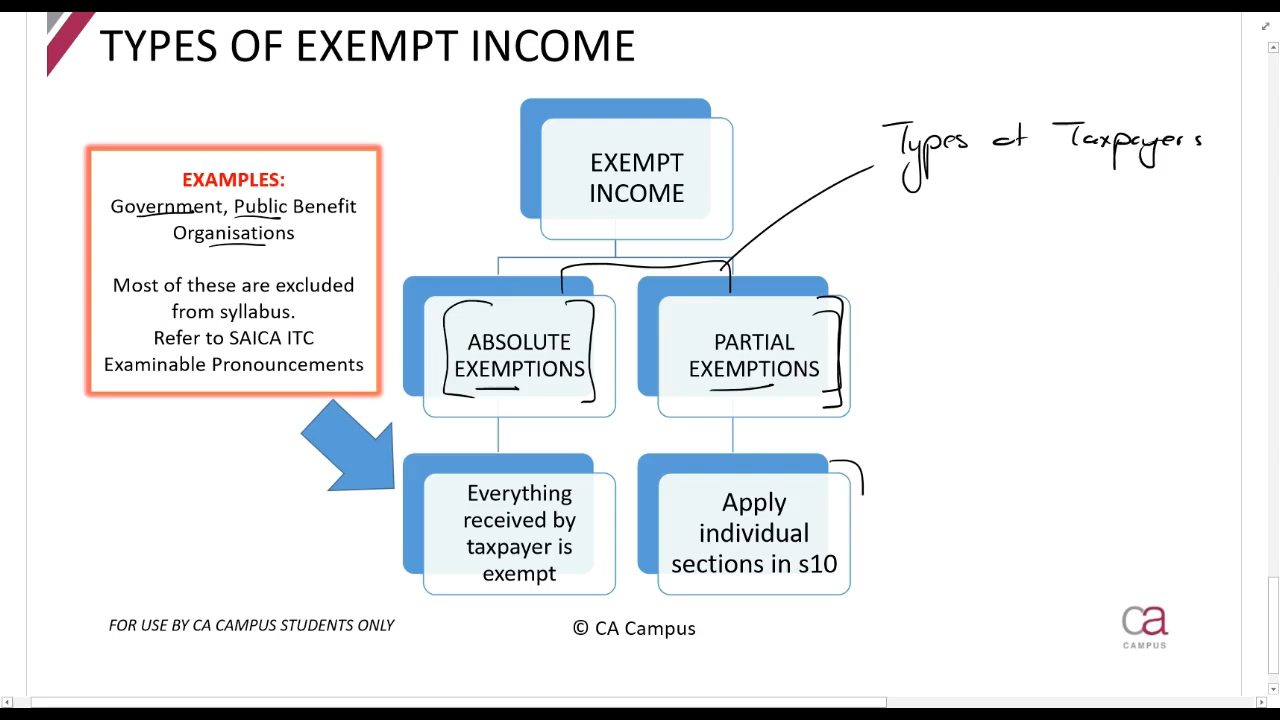 TYPES OF EXEMPT INCOME
Types of Taxpayers
EXAMPLES:
Government, Public Benefit
Organisations
Most of these are excluded
from syllabus.
Refer to SAICA ITC
Examinable Pronouncements
EXEMPT
INCOME
ABSOLUTE
EXEMPTIONS
PARTIAL
EXEMPTIONS
Everything
received by
taxpayer is
exempt
Apply
individual
sections in s10
FOR USE BY CA CAMPUS STUDENTS ONLY
© CA Campus
ca
CAMPUS